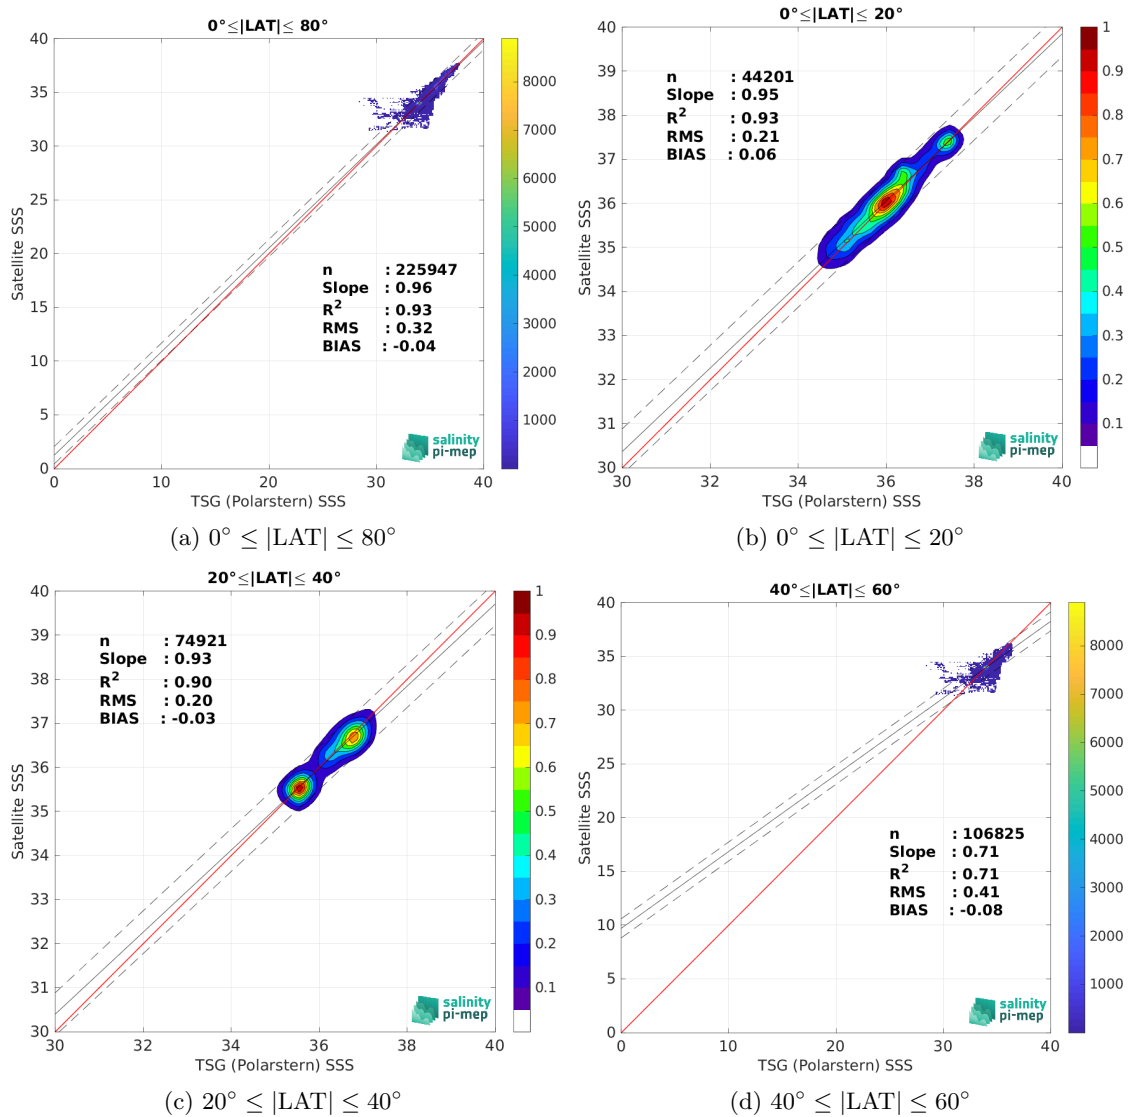 0°≤|LAT|≤ 80°
40
35
30
25
20
15
10
5
0
Satellite SSS
n : 225947
Slope : 0.96
R² : 0.93
RMS : 0.32
BIAS : -0.04
salinity
pi-mep
0 10 20 30 40
TSG (Polarstern) SSS
8000
7000
6000
5000
4000
3000
2000
1000
(a) 0° ≤ |LAT| ≤ 80°
0°≤|LAT|≤ 20°
40
39
38
37
36
35
34
33
32
31
30
Satellite SSS
n : 44201
Slope : 0.95
R² : 0.93
RMS : 0.21
BIAS : 0.06
salinity
pi-mep
30 32 34 36 38 40
TSG (Polarstern) SSS
1
0.9
0.8
0.7
0.6
0.5
0.4
0.3
0.2
0.1
(b) 0° ≤ |LAT| ≤ 20°
20°≤|LAT|≤ 40°
40
39
38
37
36
35
34
33
32
31
30
Satellite SSS
n : 74921
Slope : 0.93
R² : 0.90
RMS : 0.20
BIAS : -0.03
salinity
pi-mep
30 32 34 36 38 40
TSG (Polarstern) SSS
1
0.9
0.8
0.7
0.6
0.5
0.4
0.3
0.2
0.1
(c) 20° ≤ |LAT| ≤ 40°
40°≤|LAT|≤ 60°
40
35
30
25
20
15
10
5
0
Satellite SSS
n : 106825
Slope : 0.71
R² : 0.71
RMS : 0.41
BIAS : -0.08
salinity
pi-mep
0 10 20 30 40
TSG (Polarstern) SSS
8000
7000
6000
5000
4000
3000
2000
1000
(d) 40° ≤ |LAT| ≤ 60°